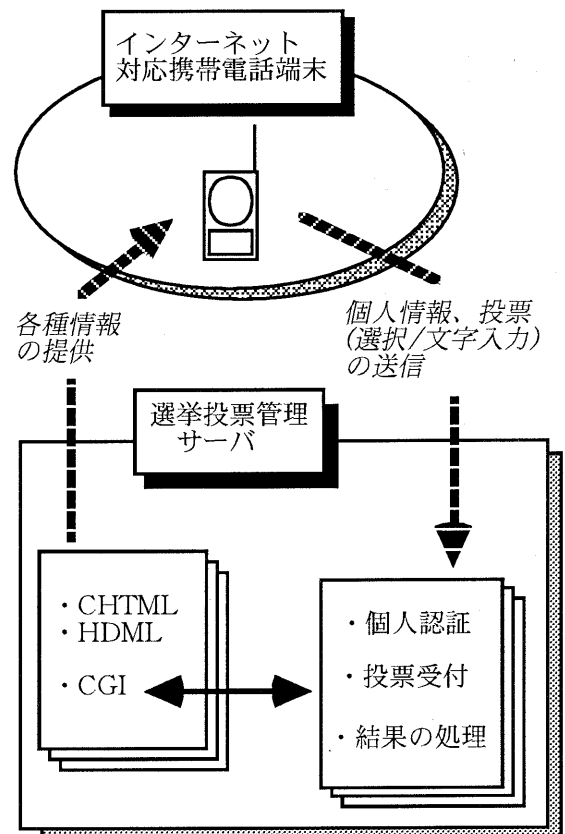 インターネット
対応携帯電話端末
各種情報
の提供
個人情報、投票
(選択/文字入力)
の送信
選挙投票管理
サーバ
・CHTML
・HDML
・CGI
・個人認証
・投票受付
・結果の処理